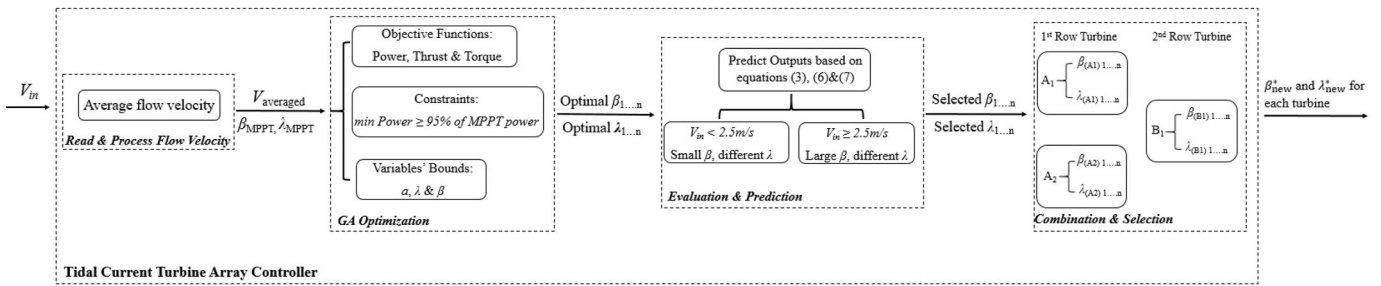 V_in
Average flow velocity
Read & Process Flow Velocity
V_averaged
β_MPPT, λ_MPPT
Objective Functions:
Power, Thrust & Torque
Constraints:
min Power ≥ 95% of MPPT power
Variables' Bounds:
a, λ & β
GA Optimization
Optimal β_1....n
Optimal λ_1...n
Predict Outputs based on
equations (3), (6)&(7)
V_in < 2.5m/s
Small β, different λ
V_in ≥ 2.5m/s
Large β, different λ
Evaluation & Prediction
Selected β_1....n
Selected λ_1...n
1st Row Turbine
2nd Row Turbine
A_1
β_(A1) 1....n
λ_(A1) 1....n
B_1
β_(B1) 1....n
λ_(B1) 1....n
A_2
β_(A2) 1....n
λ_(A2) 1....n
Combination & Selection
β*_new and λ*_new for
each turbine
Tidal Current Turbine Array Controller